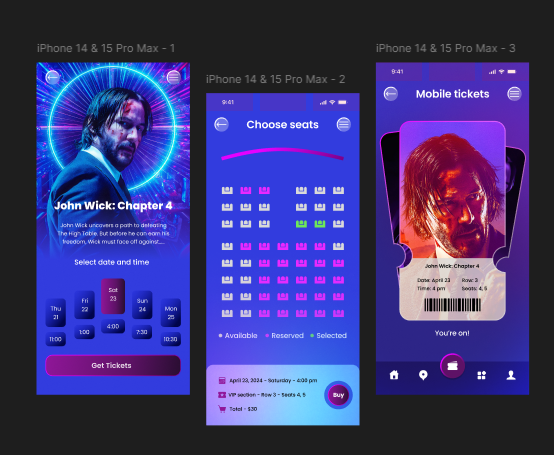 iPhone 14 & 15 Pro Max - 1
John Wick: Chapter 4
John Wick uncovers a path to defeating
The High Table. But before he can earn his
freedom, Wick must face off against....
Select date and time
Thu
21
Fri
22
Sat
23
Sun
24
Mon
25
11:00
1:00
4:00
7:30
10:30
Get Tickets
iPhone 14 & 15 Pro Max - 2
9:41
Choose seats
Available
Reserved
Selected
April 23, 2024 - Saturday - 4:00 pm
VIP section - Row 3 - Seats 4, 5
Total - $30
Buy
iPhone 14 & 15 Pro Max - 3
9:41
Mobile tickets
John Wick: Chapter 4
Date: April 23
Row: 3
Time: 4 pm
Seats: 4, 5
You're on!